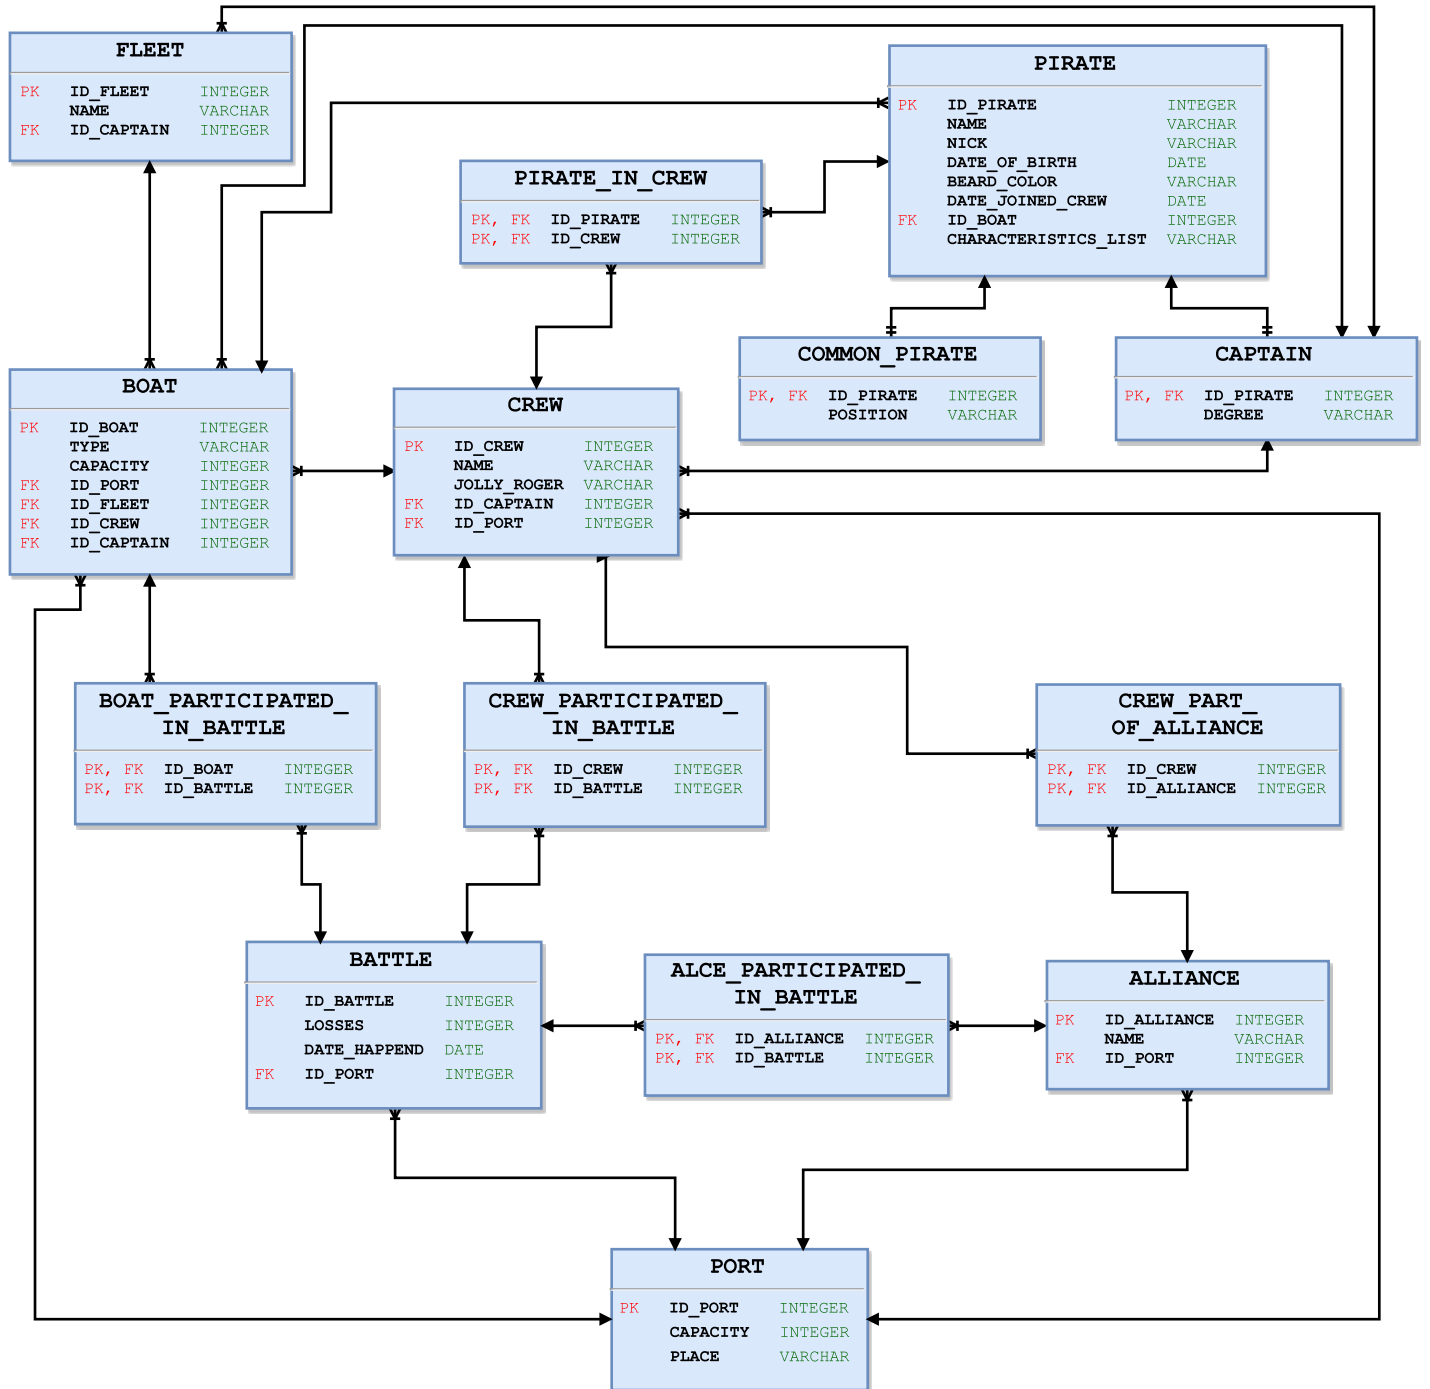 FLEET
PK ID_FLEET INTEGER
NAME VARCHAR
FK ID_CAPTAIN INTEGER
PIRATE
PK ID_PIRATE INTEGER
NAME VARCHAR
NICK VARCHAR
DATE_OF_BIRTH DATE
BEARD_COLOR VARCHAR
DATE_JOINED_CREW DATE
FK ID_BOAT INTEGER
CHARACTERISTICS_LIST VARCHAR
PIRATE_IN_CREW
PK, FK ID_PIRATE INTEGER
PK, FK ID_CREW INTEGER
COMMON_PIRATE
PK, FK ID_PIRATE INTEGER
POSITION VARCHAR
CAPTAIN
PK, FK ID_PIRATE INTEGER
DEGREE VARCHAR
BOAT
PK ID_BOAT INTEGER
TYPE VARCHAR
CAPACITY INTEGER
FK ID_PORT INTEGER
FK ID_FLEET INTEGER
FK ID_CREW INTEGER
FK ID_CAPTAIN INTEGER
CREW
PK ID_CREW INTEGER
NAME VARCHAR
JOLLY_ROGER VARCHAR
FK ID_CAPTAIN INTEGER
FK ID_PORT INTEGER
BOAT_PARTICIPATED_
IN_BATTLE
PK, FK ID_BOAT INTEGER
PK, FK ID_BATTLE INTEGER
CREW_PARTICIPATED_
IN_BATTLE
PK, FK ID_CREW INTEGER
PK, FK ID_BATTLE INTEGER
CREW_PART_
OF_ALLIANCE
PK, FK ID_CREW INTEGER
PK, FK ID_ALLIANCE INTEGER
BATTLE
PK ID_BATTLE INTEGER
LOSSES INTEGER
DATE_HAPPEND DATE
FK ID_PORT INTEGER
ALCE_PARTICIPATED_
IN_BATTLE
PK, FK ID_ALLIANCE INTEGER
PK, FK ID_BATTLE INTEGER
ALLIANCE
PK ID_ALLIANCE INTEGER
NAME VARCHAR
FK ID_PORT INTEGER
PORT
PK ID_PORT INTEGER
CAPACITY INTEGER
PLACE VARCHAR